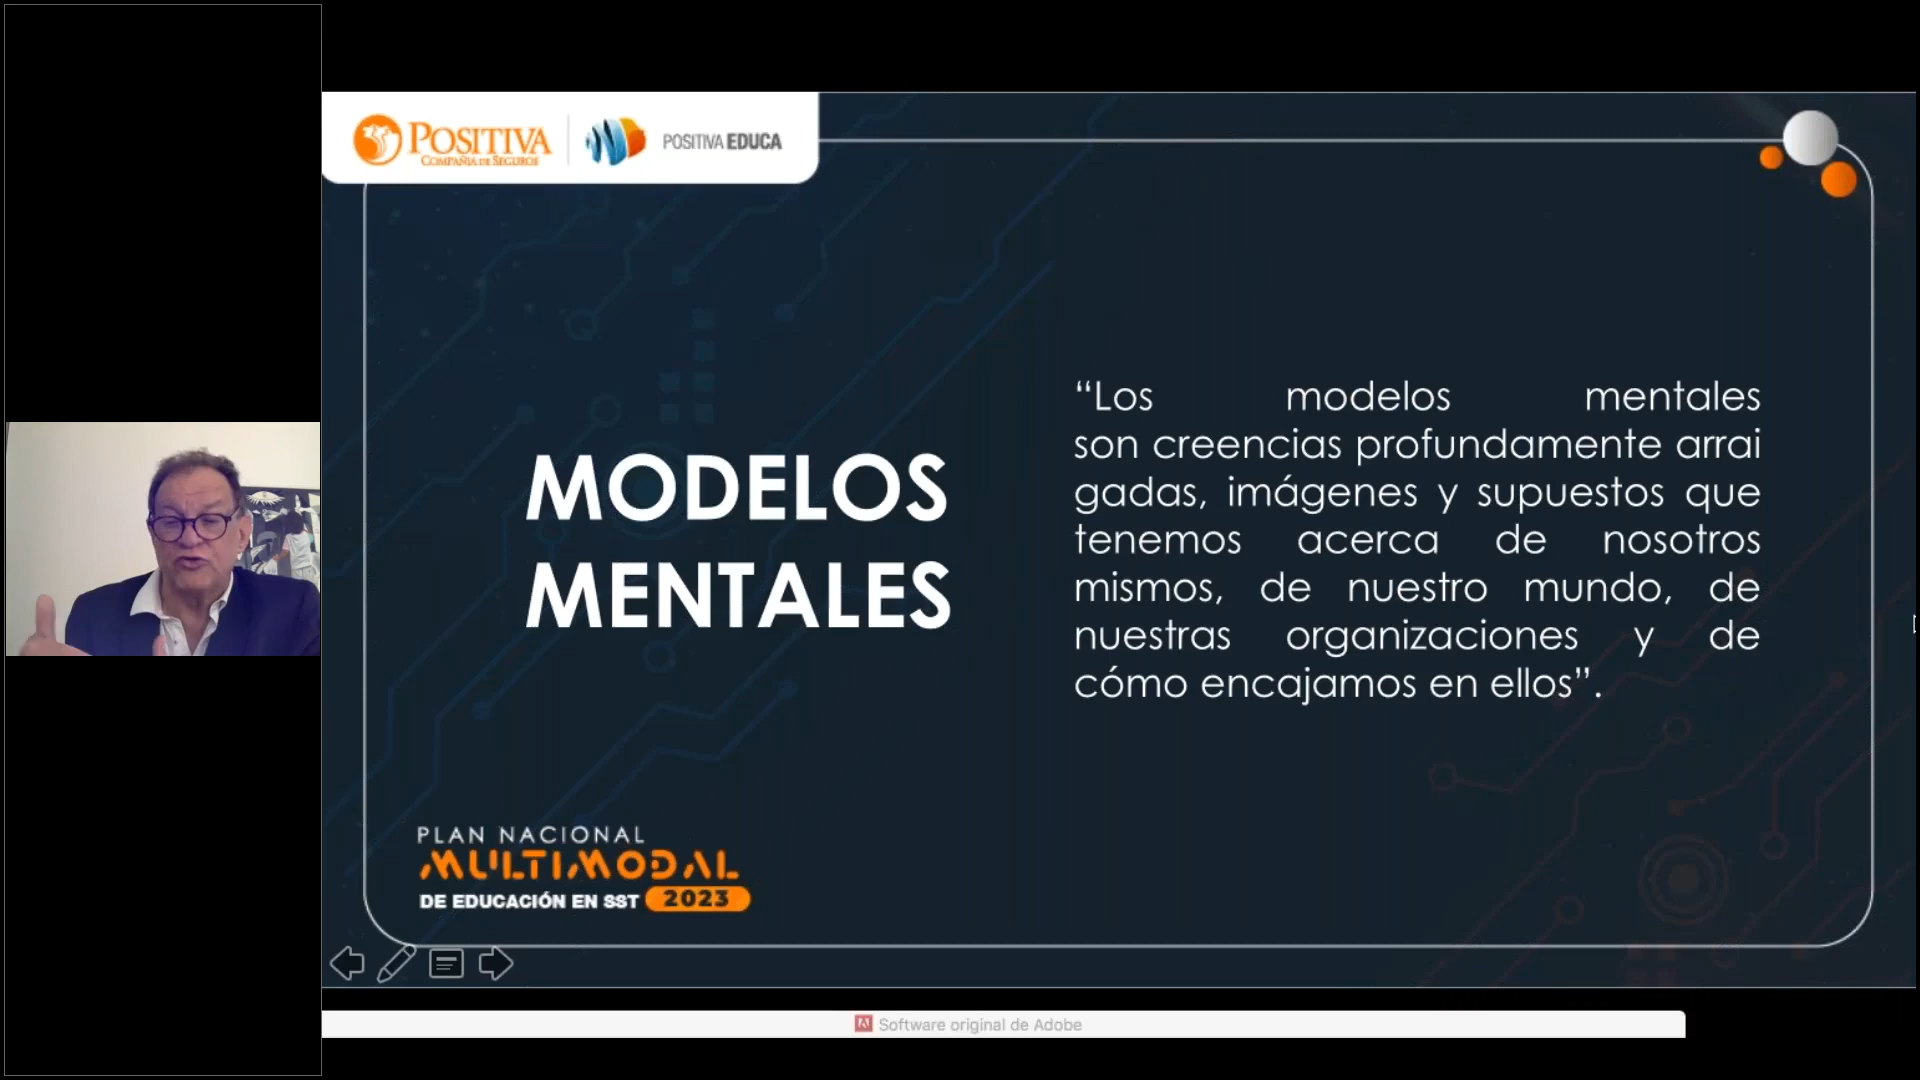 POSITIVA
COMPAÑÍA DE SEGUROS
POSITIVA EDUCA
MODELOS
MENTALES
“Los modelos mentales
son creencias profundamente arrai
gadas, imágenes y supuestos que
tenemos acerca de nosotros
mismos, de nuestro mundo, de
nuestras organizaciones y de
cómo encajamos en ellos”.
PLAN NACIONAL
MULTIMODAL
DE EDUCACIÓN EN SST 2023
Software original de Adobe